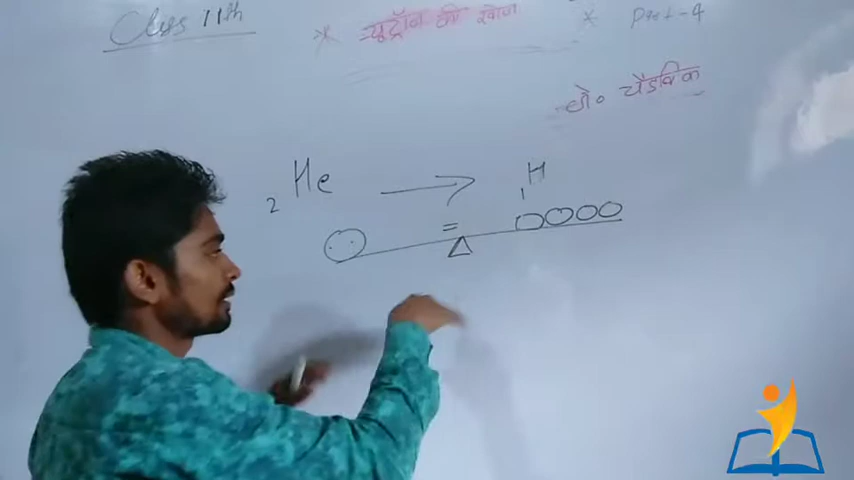 Class 11th
* न्यूट्रॉन की खोज * Part-4
वै० चैडविक
₂He → ₁H
=